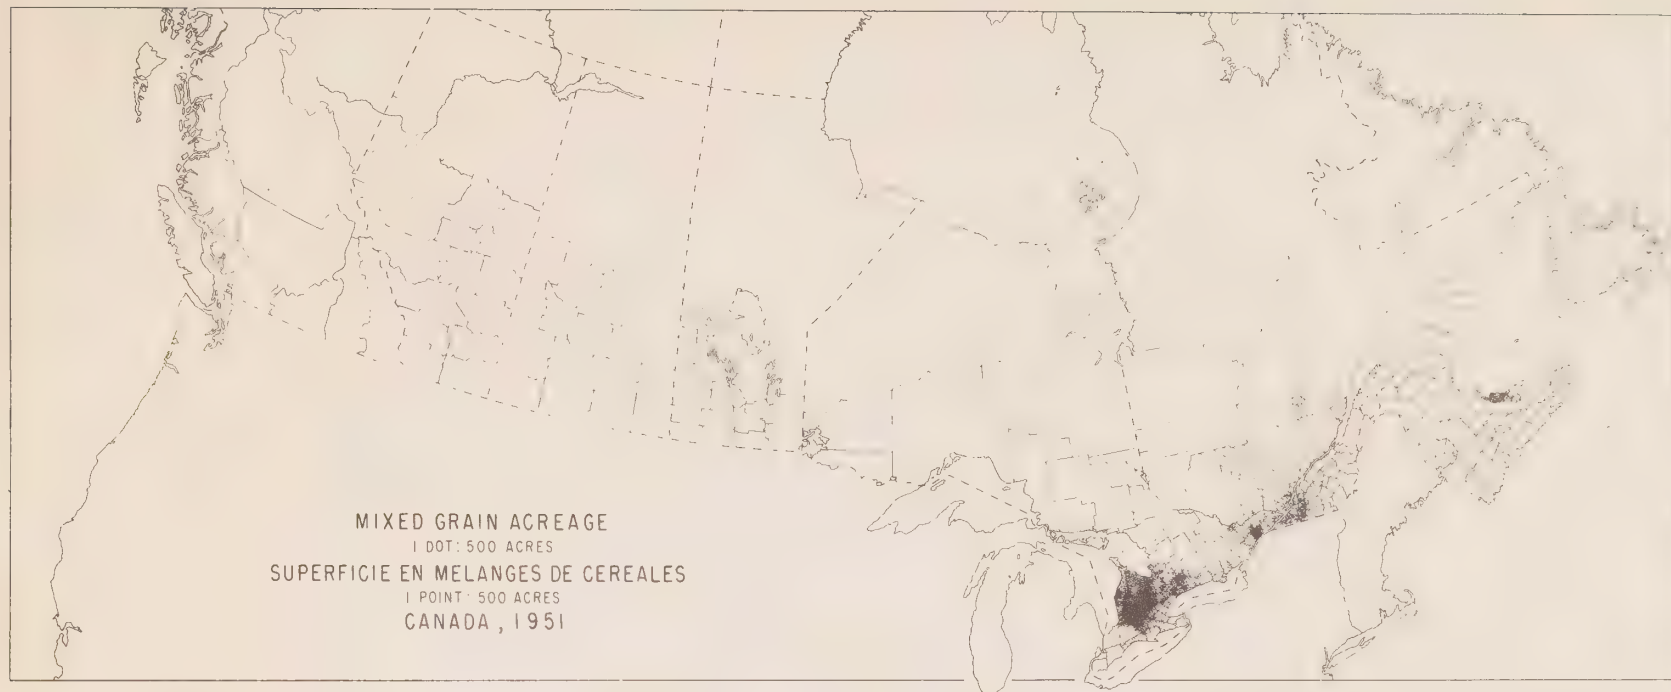 MIXED GRAIN ACREAGE
1 DOT: 500 ACRES
SUPERFICIE EN MELANGES DE CEREALES
1 POINT: 500 ACRES
CANADA, 1951